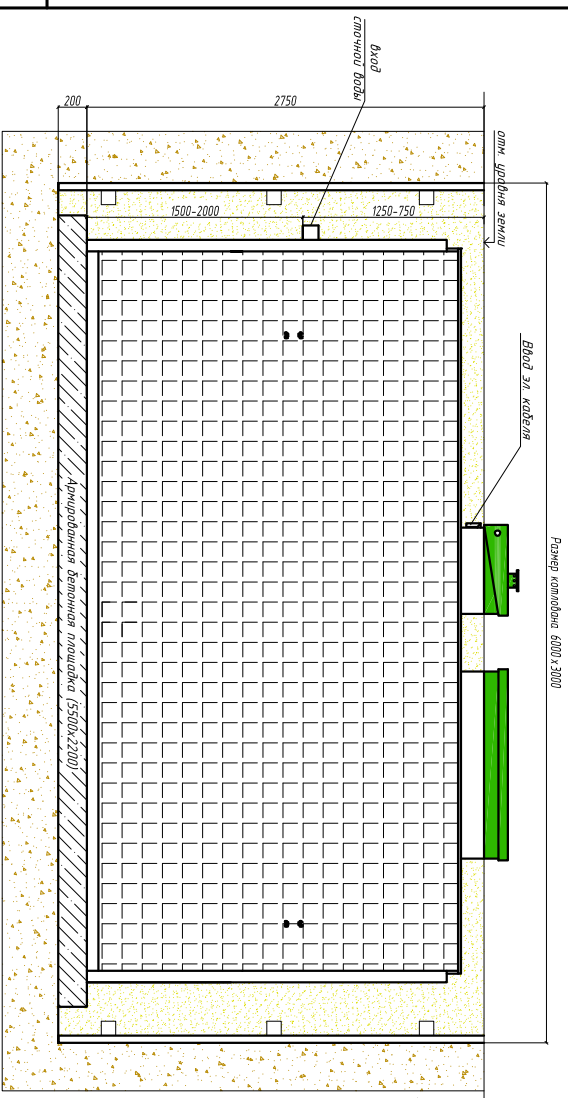 отм. уровня земли
Вход
сточной воды
Ввод эл. кабеля
Размер котлована 6000 х 3000
200
2750
1500-2000
1250-750
Армированная бетонная площадка (5500х2200)